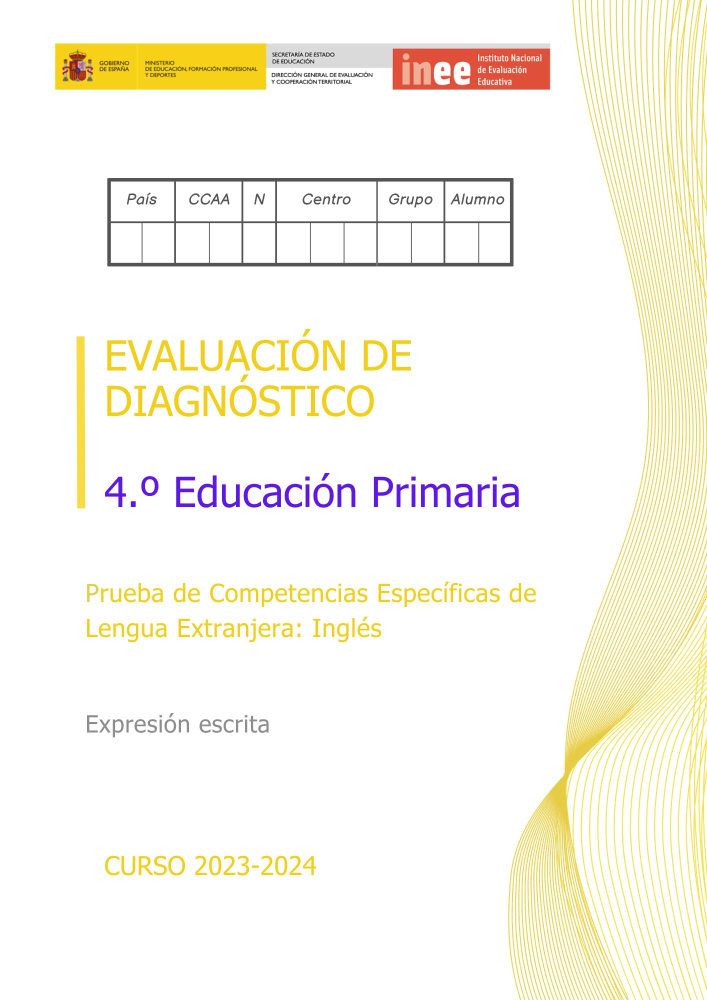 GOBIERNO
DE ESPAÑA
MINISTERIO
DE EDUCACIÓN, FORMACIÓN PROFESIONAL
Y DEPORTES
SECRETARÍA DE ESTADO
DE EDUCACIÓN
DIRECCIÓN GENERAL DE EVALUACIÓN
Y COOPERACIÓN TERRITORIAL
inee
Instituto Nacional
de Evaluación
Educativa
País CCAA N Centro Grupo Alumno
EVALUACIÓN DE
DIAGNÓSTICO
4.º Educación Primaria
Prueba de Competencias Específicas de
Lengua Extranjera: Inglés
Expresión escrita
CURSO 2023-2024